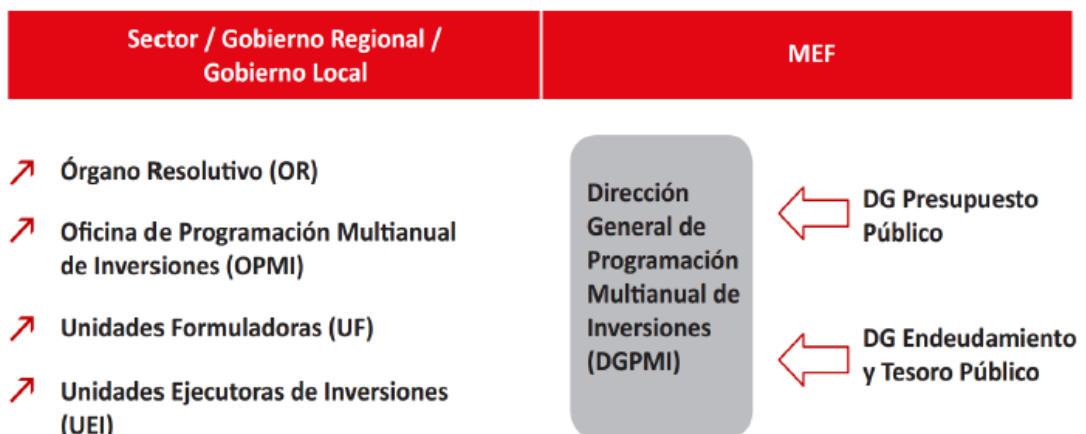 Sector / Gobierno Regional /
Gobierno Local
MEF
Órgano Resolutivo (OR)
Oficina de Programación Multianual
de Inversiones (OPMI)
Unidades Formuladoras (UF)
Unidades Ejecutoras de Inversiones
(UEI)
Dirección
General de
Programación
Multianual de
Inversiones
(DGPMI)
DG Presupuesto
Público
DG Endeudamiento
y Tesoro Público